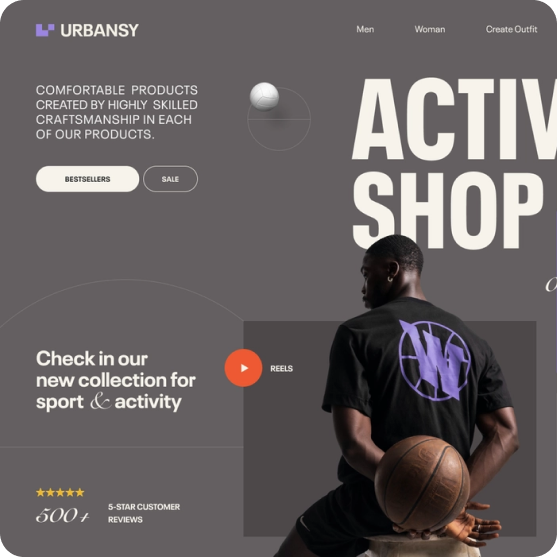 URBANSY
Men Woman Create Outfit
COMFORTABLE PRODUCTS
CREATED BY HIGHLY SKILLED
CRAFTSMANSHIP IN EACH
OF OUR PRODUCTS.
BESTSELLERS SALE
ACTIV
SHOP
Check in our
new collection for
sport & activity
REELS
W
500+
5-STAR CUSTOMER
REVIEWS